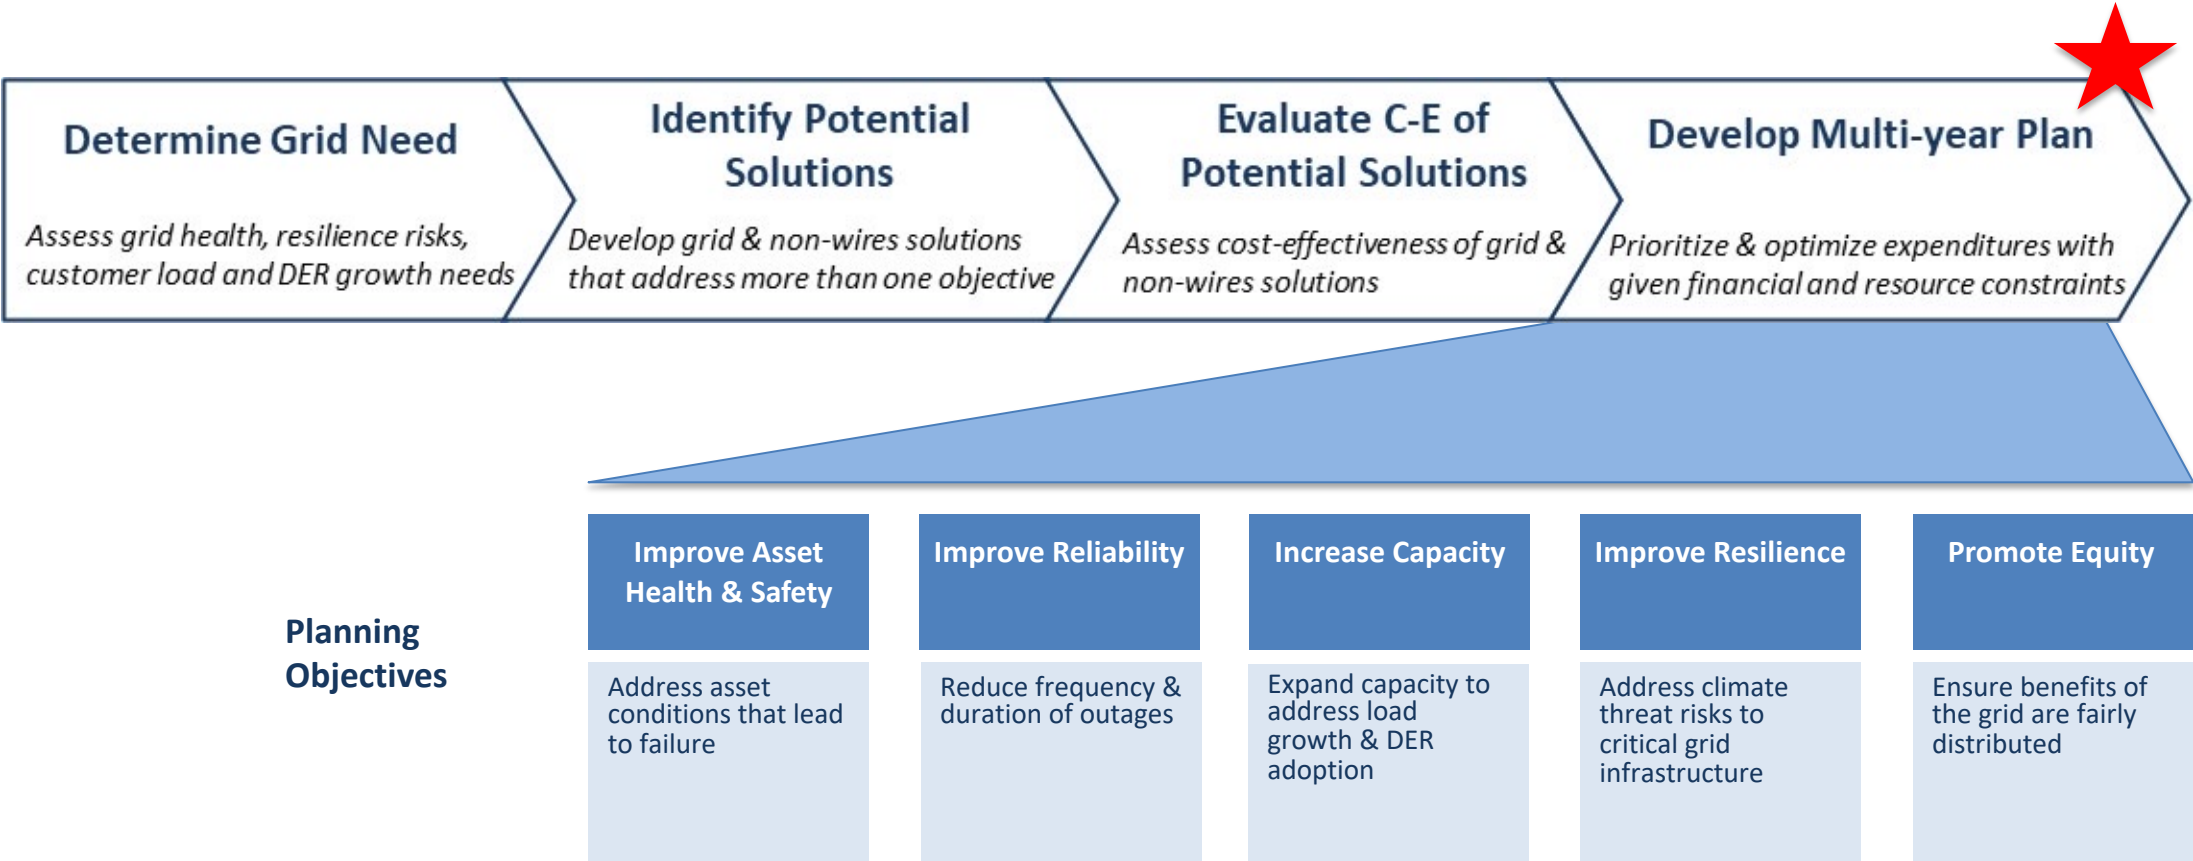 Determine Grid Need
Assess grid health, resilience risks,
customer load and DER growth needs
Identify Potential
Solutions
Develop grid & non-wires solutions
that address more than one objective
Evaluate C-E of
Potential Solutions
Assess cost-effectiveness of grid &
non-wires solutions
Develop Multi-year Plan
Prioritize & optimize expenditures with
given financial and resource constraints
Planning
Objectives
Improve Asset
Health & Safety
Address asset
conditions that lead
to failure
Improve Reliability
Reduce frequency &
duration of outages
Increase Capacity
Expand capacity to
address load
growth & DER
adoption
Improve Resilience
Address climate
threat risks to
critical grid
infrastructure
Promote Equity
Ensure benefits of
the grid are fairly
distributed